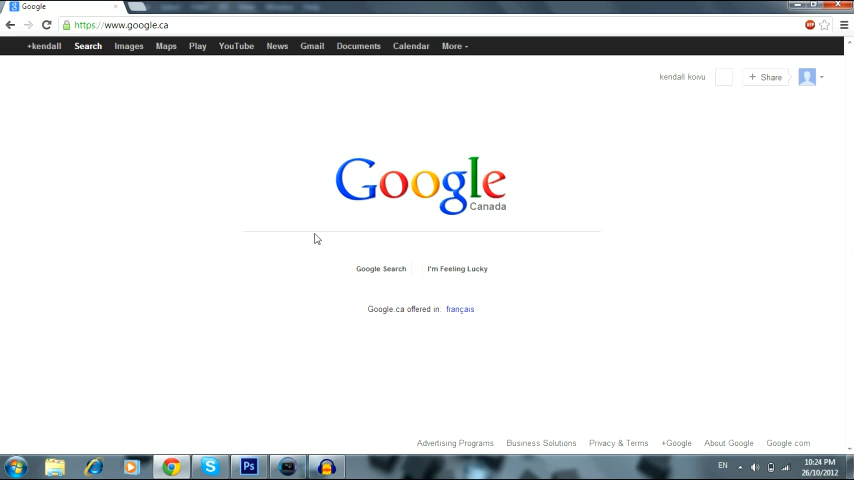 Google
https://www.google.ca
+kendall Search Images Maps Play YouTube News Gmail Documents Calendar More
kendall koivu + Share
Google
Canada
Google Search I'm Feeling Lucky
Google.ca offered in: français
Advertising Programs Business Solutions Privacy & Terms +Google About Google Google.com
EN 10:24 PM
26/10/2012